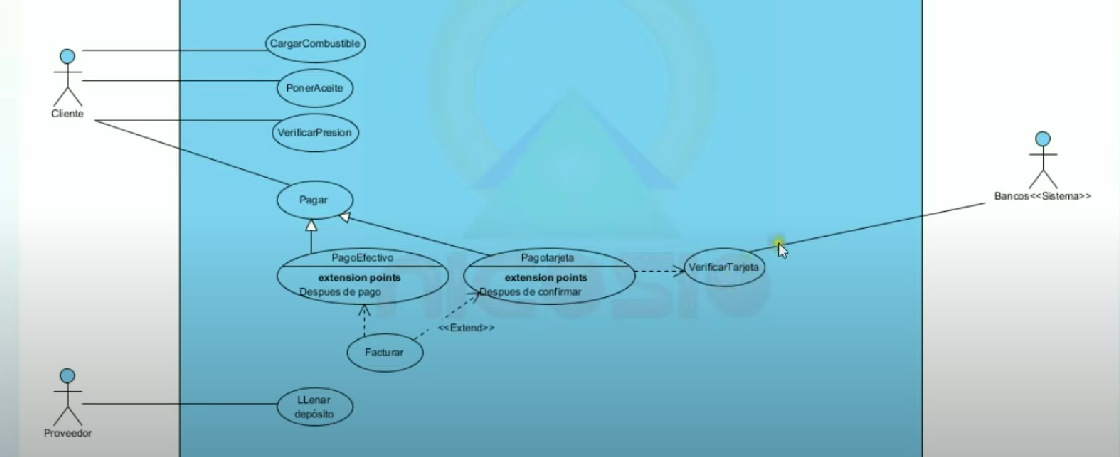 CargarCombustible
PonerAceite
Cliente
VerificarPresion
Pagar
Bancos<<Sistema>>
PagoEfectivo
extension points
Despues de pago
Pagotarjeta
extension points
Despues de confirmar
VerificarTarjeta
<<Extend>>
Facturar
LLenar
depósito
Proveedor